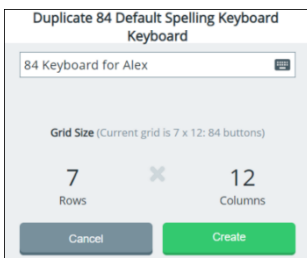 Duplicate 84 Default Spelling Keyboard
Keyboard
84 Keyboard for Alex
Grid Size (Current grid is 7 x 12: 84 buttons)
7 × 12
Rows Columns
Cancel Create